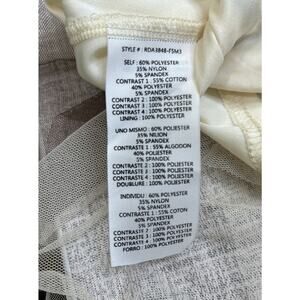 STYLE # : RDA3848-FSM3
SELF : 60% POLYESTER
35% NYLON
5% SPANDEX
CONTRAST 1 : 55% COTTON
40% POLYESTER
5% SPANDEX
CONTRAST 2 : 100% POLYESTER
CONTRAST 3 : 100% POLYESTER
CONTRAST 4 : 100% POLYESTER
LINING : 100% POLYESTER
UNO MISMO : 60% POLIESTER
35% NILION
5% SPANDEX
CONTRASTE 1 : 55% ALGODON
40% POLIESTER
5% SPANDEX
CONTRASTE 2 : 100% POLYESTER
CONTRASTE 3 : 100% POLYESTER
CONTRASTE 4 : 100% POLYESTER
DOUBLURE : 100% POLIESTER
INDIVIDU : 60% POLYESTER
35% NYLON
5% SPANDEX
CONTRASTE 1 : 55% COTON
40% POLYESTER
5% SPANDEX
CONTRASTE 2 : 100% POLYESTER
CONTRASTE 3 : 100% POLYESTER
CONTRASTE 4 : 100% POLYESTER
FORRO : 100% POLYESTER